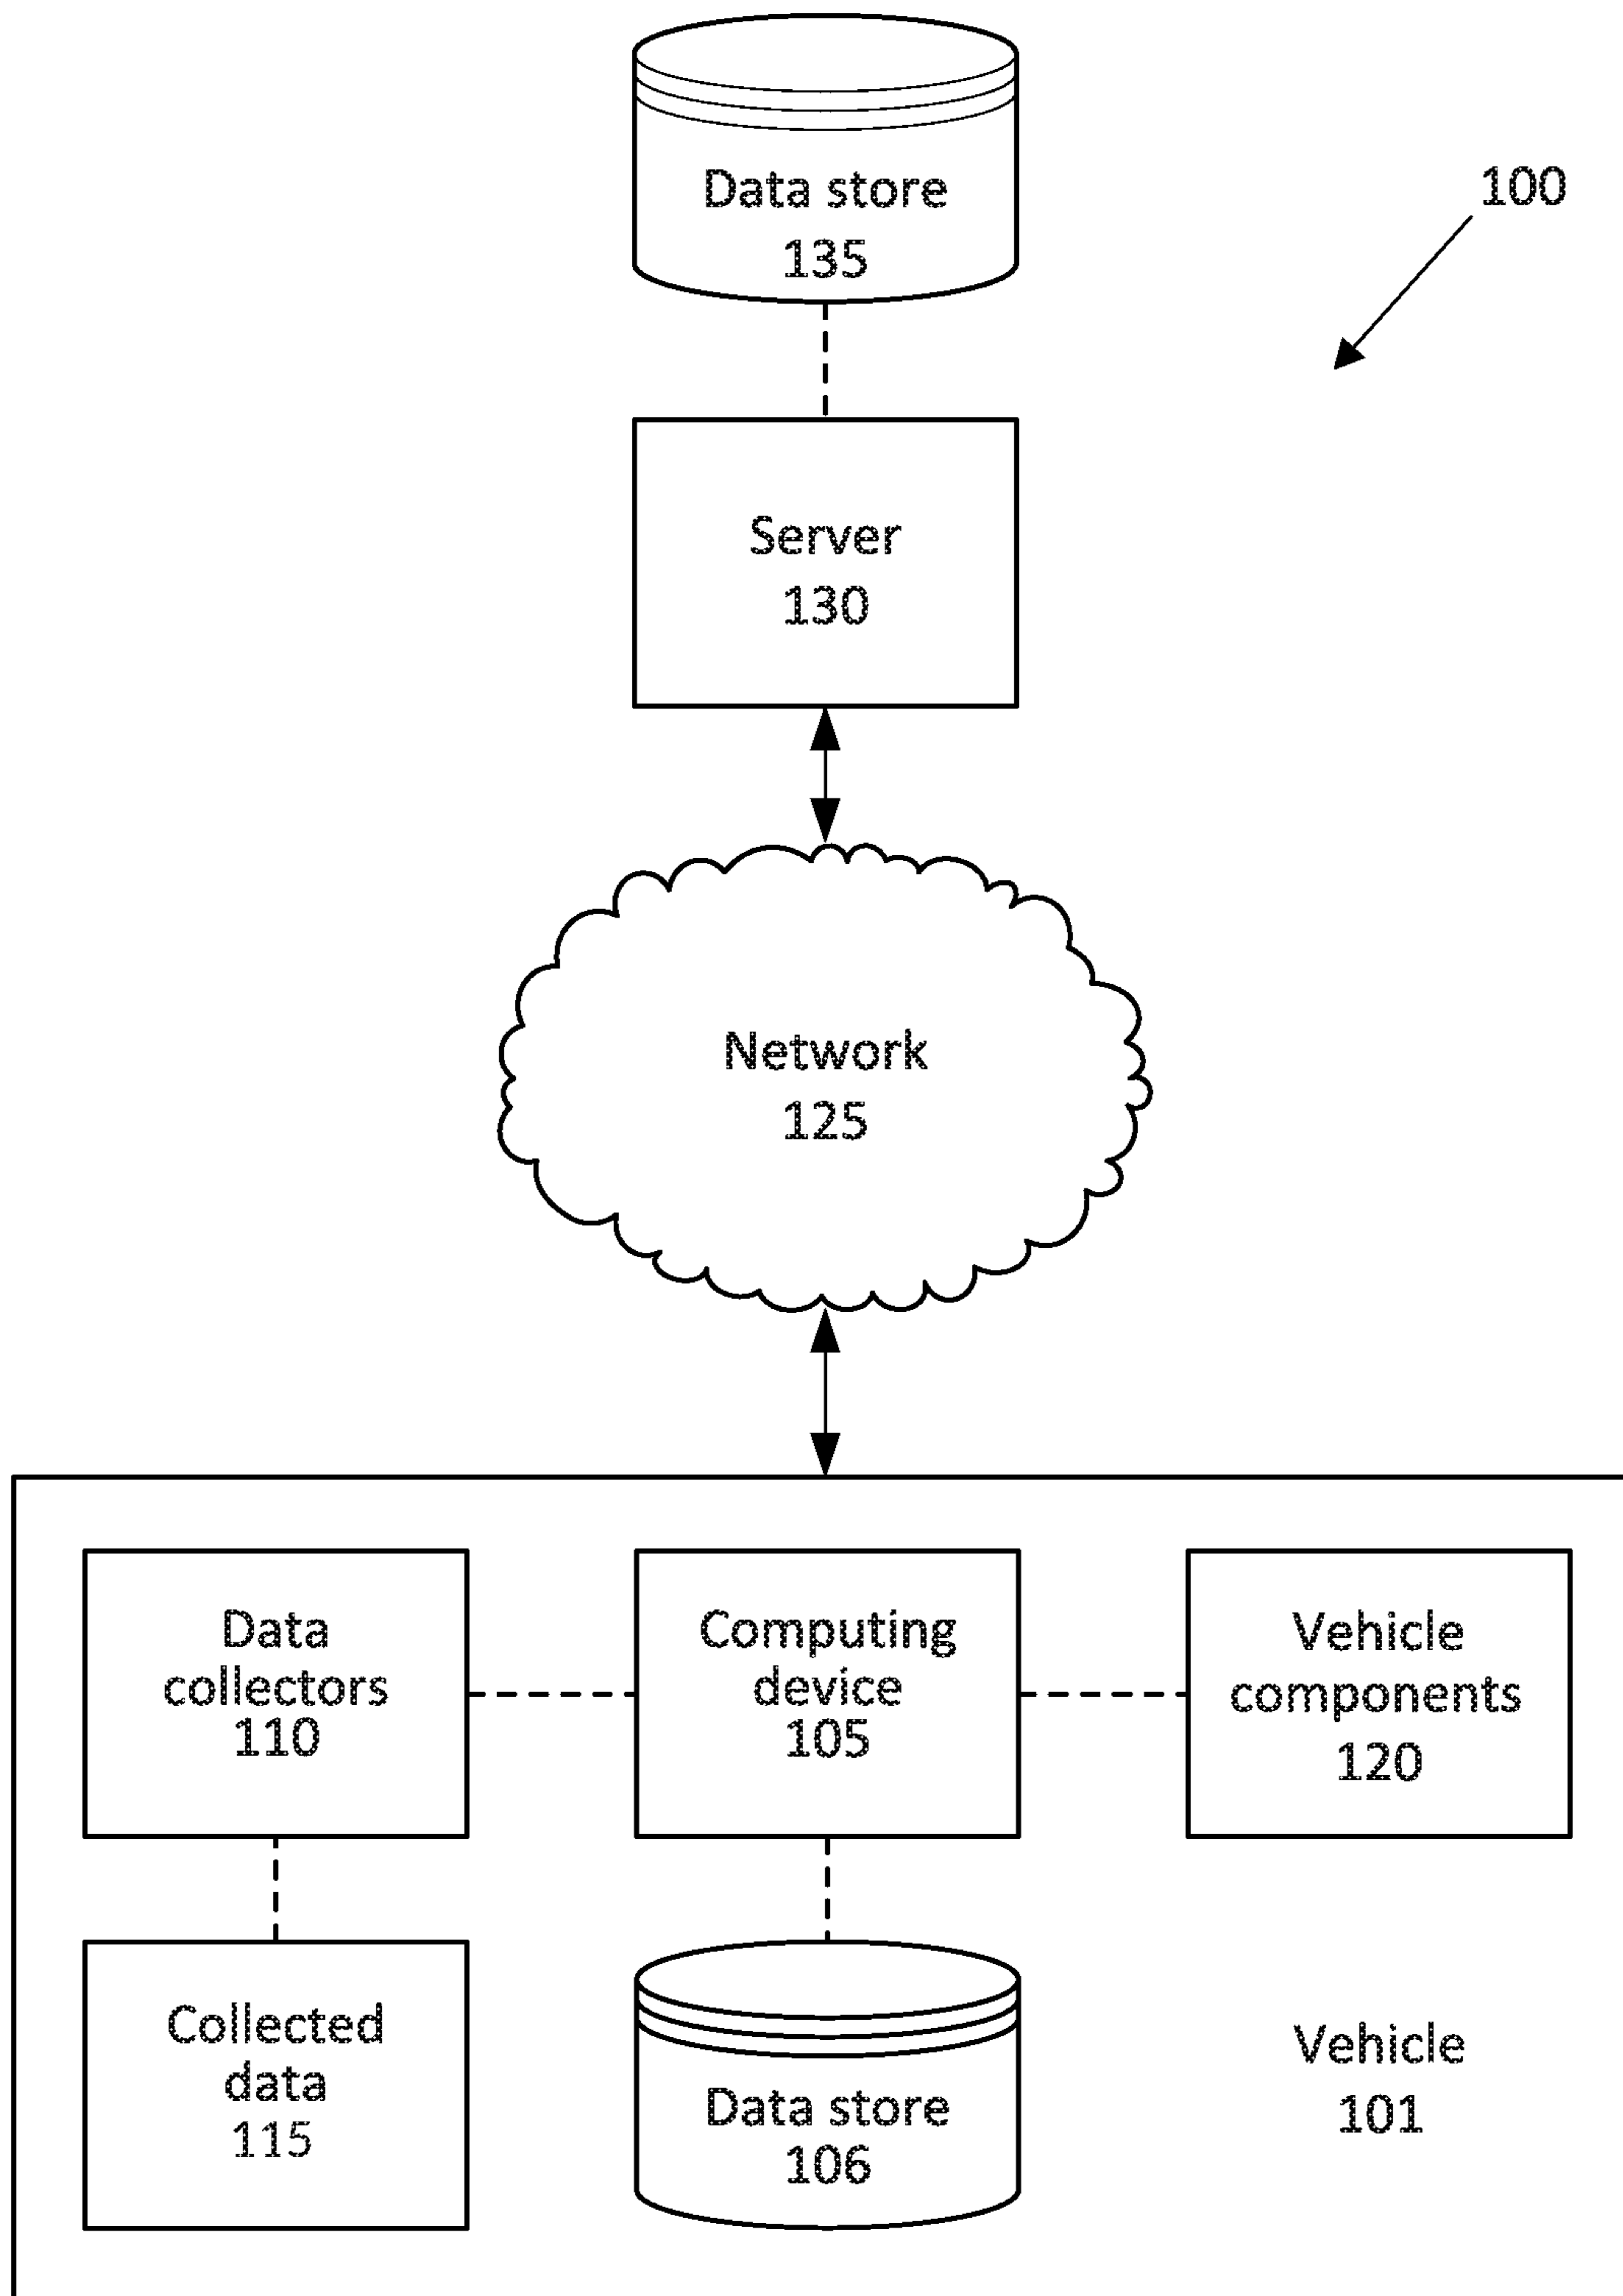 Data store
135
100
Server
130
Network
125
Data
collectors
110
Computing
device
105
Vehicle
components
120
Collected
data
115
Data store
106
Vehicle
101